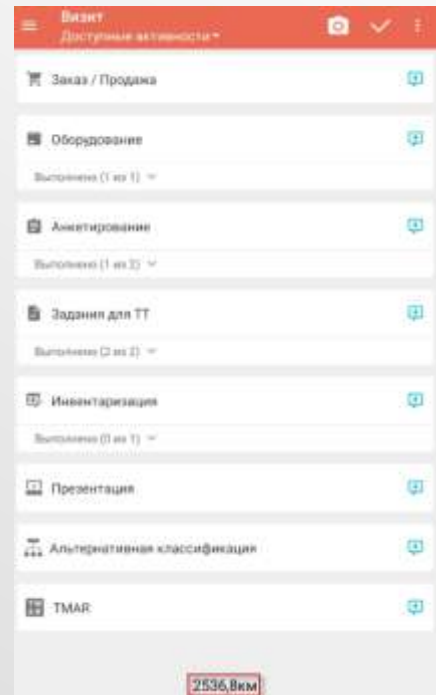 Визит
Доступные активности
Заказ / Продажа
Оборудование
Выполнено (1 из 1)
Анкетирование
Выполнено (1 из 2)
Задания для ТТ
Выполнено (2 из 2)
Инвентаризация
Выполнено (0 из 1)
Презентация
Альтернативная классификация
TMAR
2536,8км